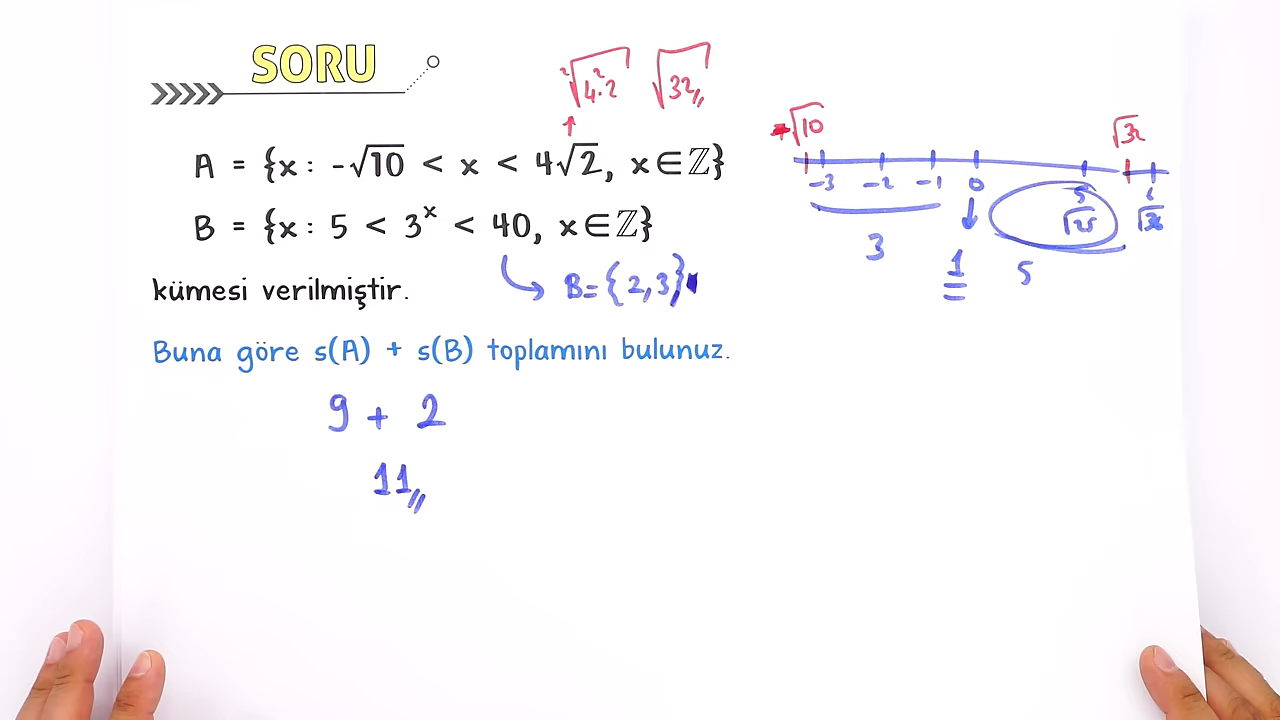 SORU
²√4².2 √32
A = {x : -√10 < x < 4√2, x∈ℤ}
B = {x : 5 < 3ˣ < 40, x∈ℤ}
kümesi verilmiştir.
B={2,3}
Buna göre s(A) + s(B) toplamını bulunuz.
9 + 2
11
-√10 √32
-3 -2 -1 0 5 6
√25 √36
3 1 5